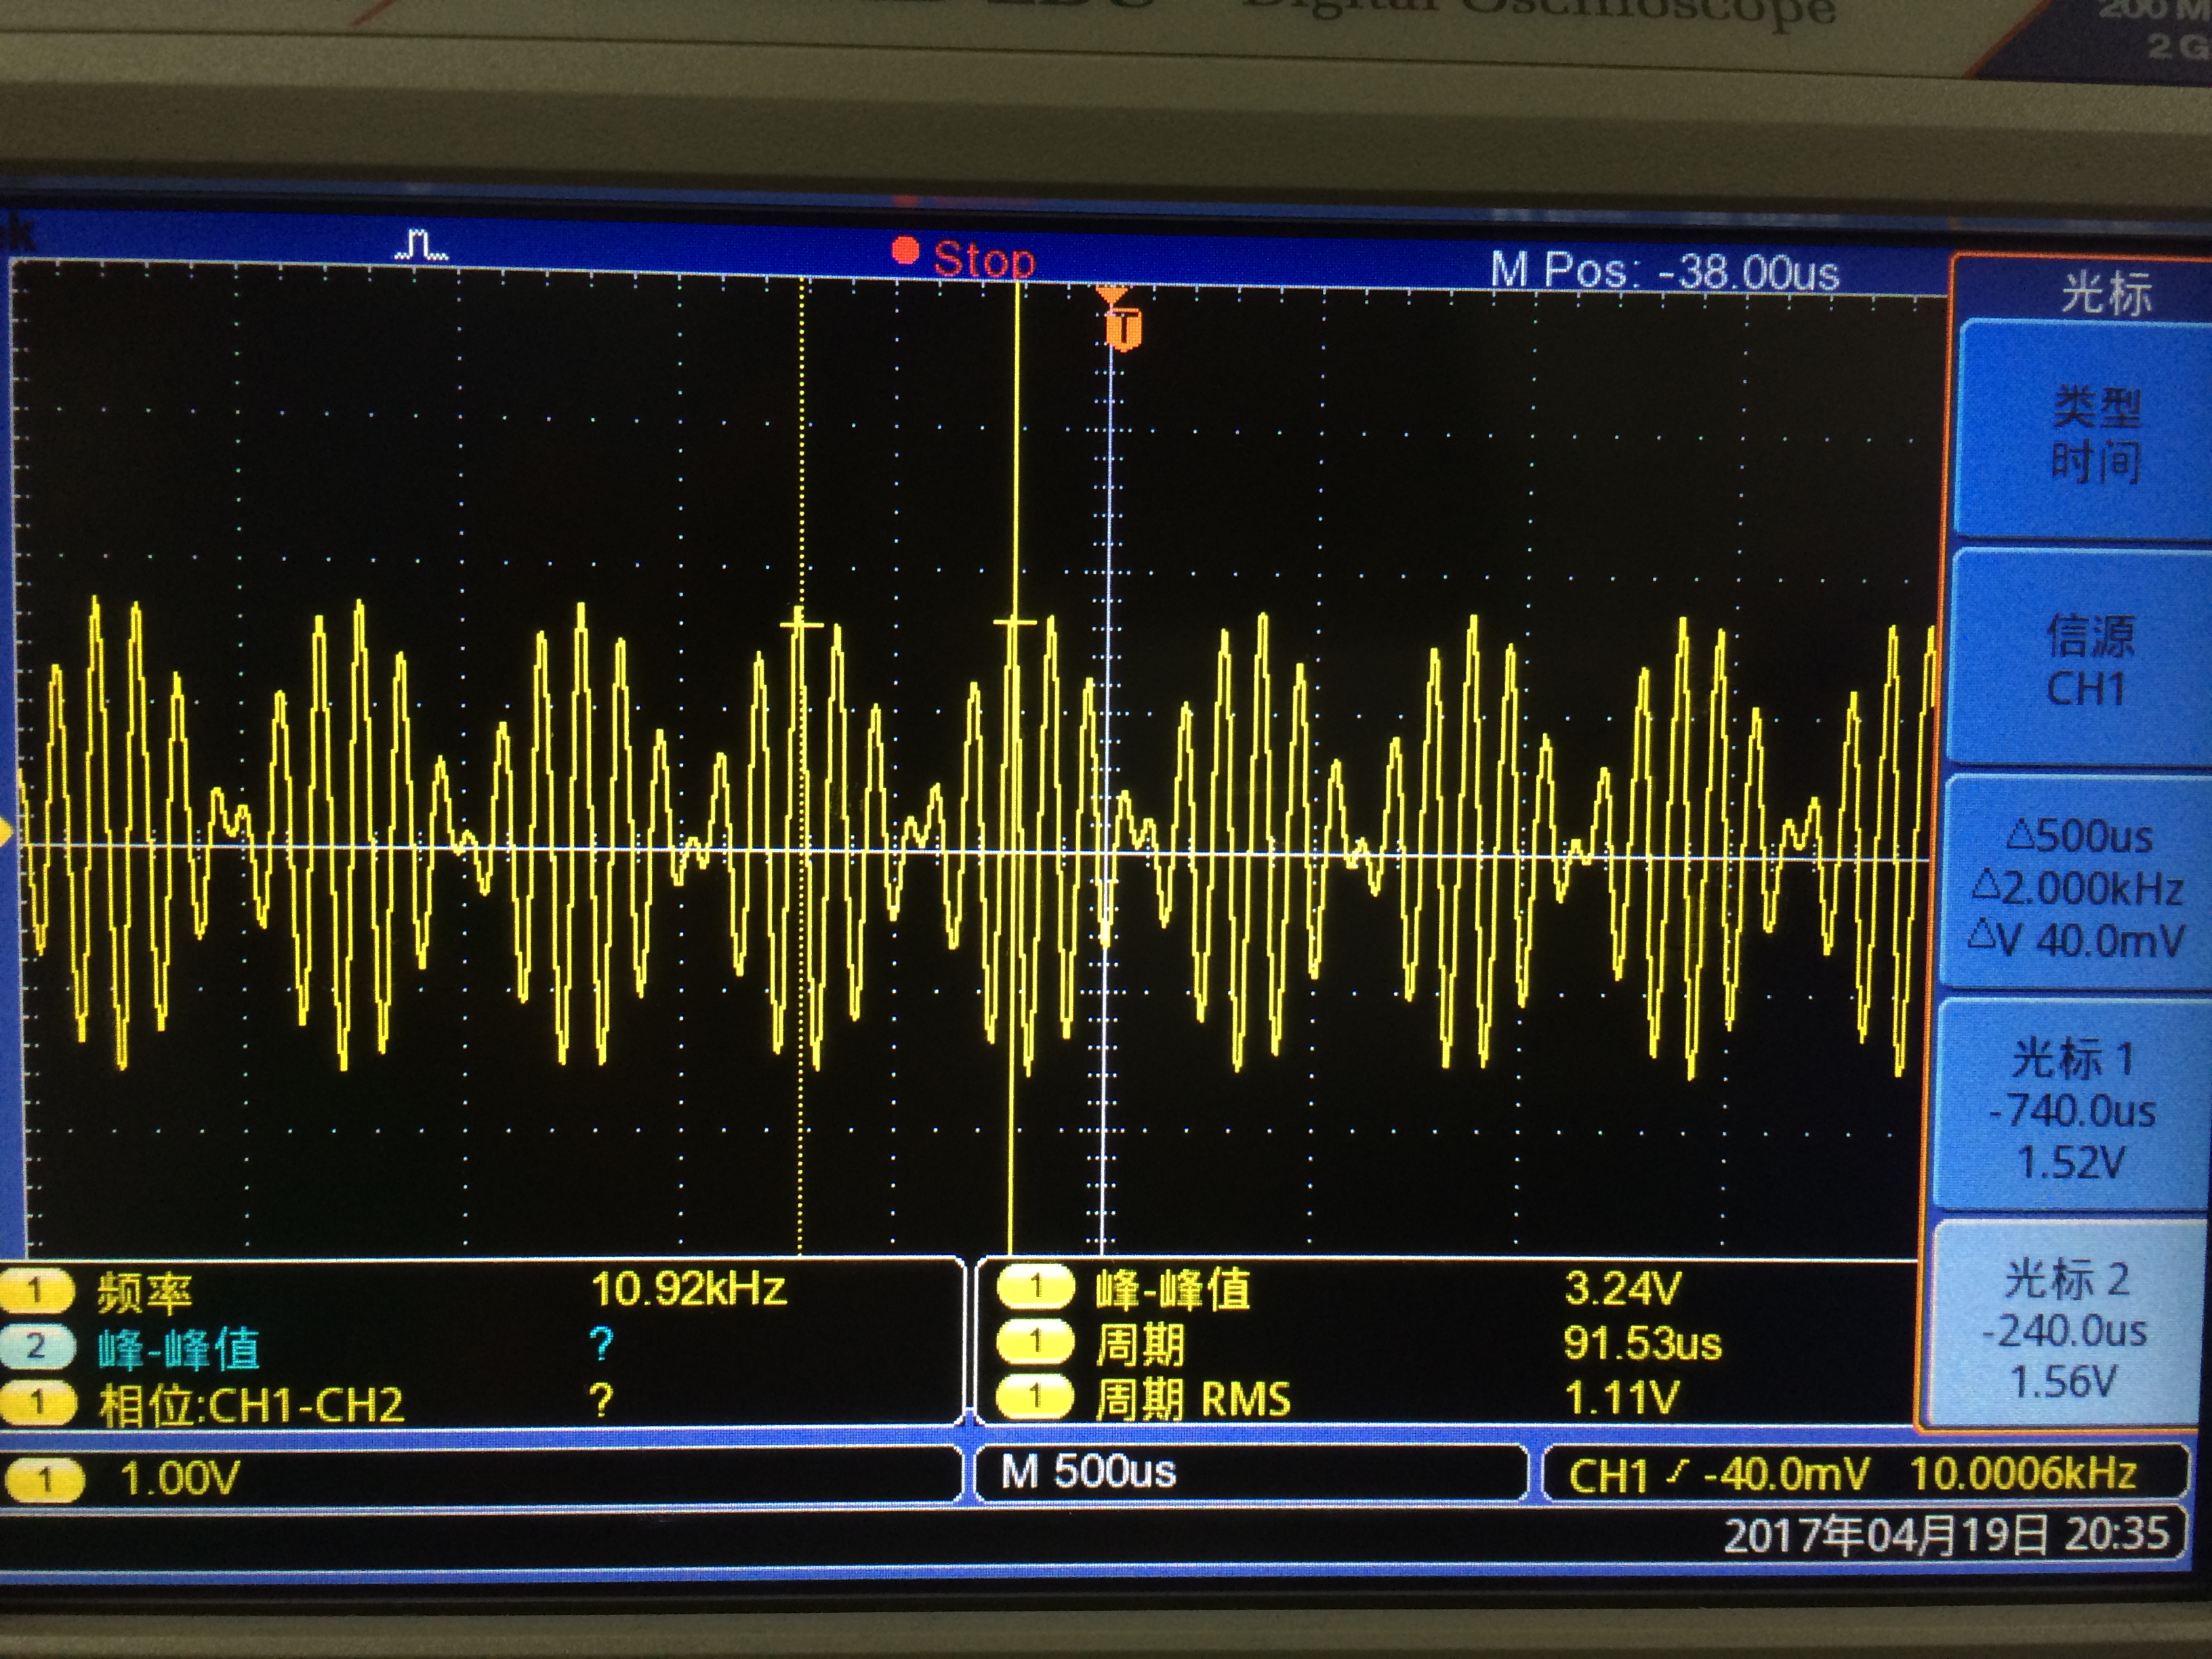 Digital Oscilloscope
200 M
2 G
k
Stop
M Pos: -38.00us
T
光标
类型
时间
信源
CH1
△500us
△2.000kHz
△V 40.0mV
光标 1
-740.0us
1.52V
光标 2
-240.0us
1.56V
1 频率 10.92kHz
2 峰-峰值 ?
1 相位:CH1-CH2 ?
1 峰-峰值 3.24V
1 周期 91.53us
1 周期 RMS 1.11V
1 1.00V
M 500us
CH1 -40.0mV 10.0006kHz
2017年04月19日 20:35